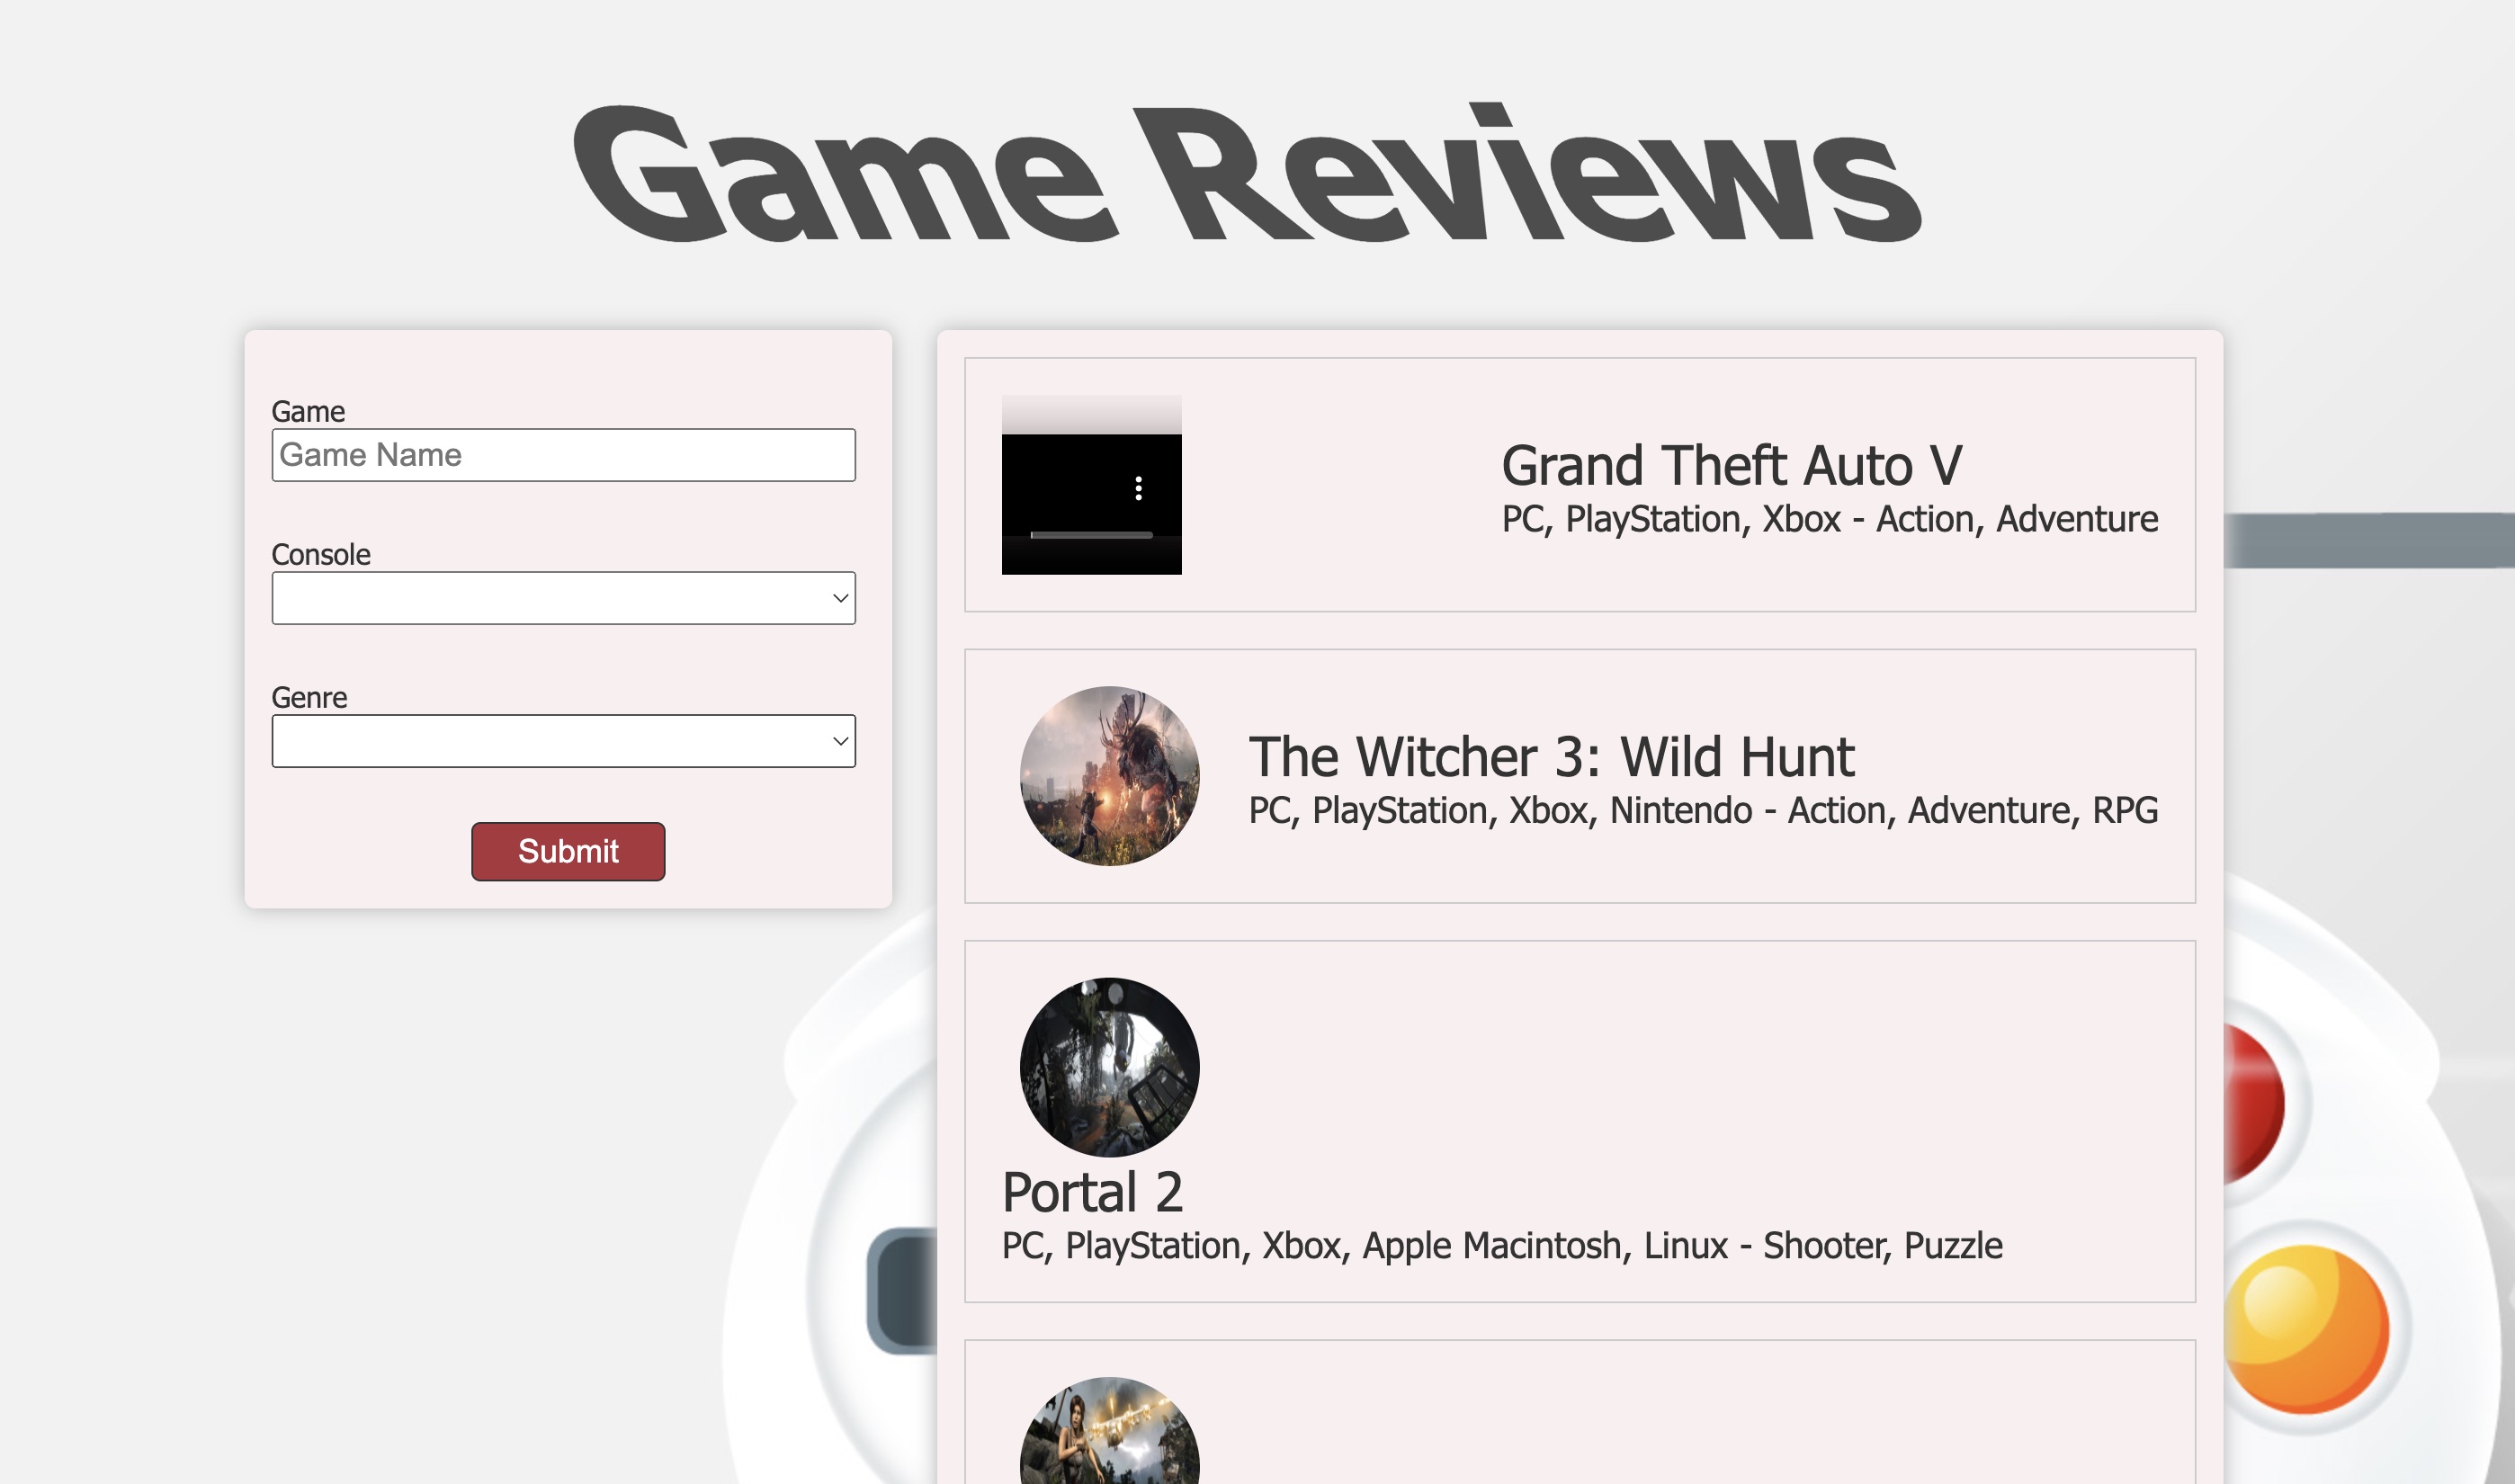 Game Reviews
Game
Game Name
Console
Genre
Submit
Grand Theft Auto V
PC, PlayStation, Xbox - Action, Adventure
The Witcher 3: Wild Hunt
PC, PlayStation, Xbox, Nintendo - Action, Adventure, RPG
Portal 2
PC, PlayStation, Xbox, Apple Macintosh, Linux - Shooter, Puzzle